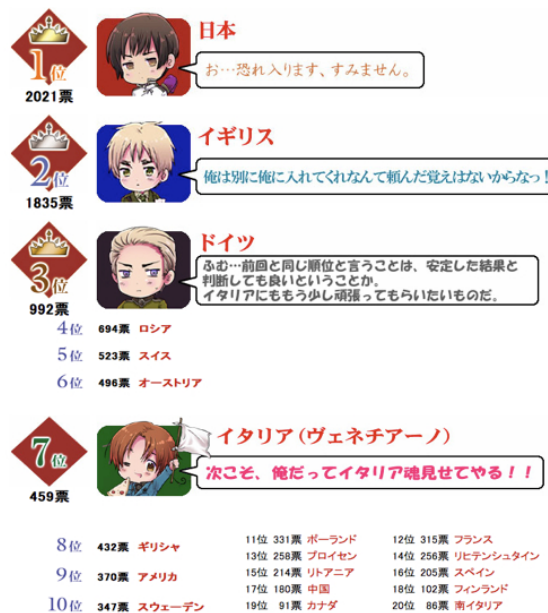 1位
2021票
日本
お…恐れ入ります、すみません。
2位
1835票
イギリス
俺は別に俺に入れてくれなんて頼んだ覚えはないからなっ！
3位
992票
ドイツ
ふむ…前回と同じ順位と言うことは、安定した結果と
判断しても良いということか。
イタリアにももう少し頑張ってもらいたいものだ。
4位 694票 ロシア
5位 523票 スイス
6位 496票 オーストリア
7位
459票
イタリア（ヴェネチアーノ）
次こそ、俺だってイタリア魂見せてやる！！
8位 432票 ギリシャ
9位 370票 アメリカ
10位 347票 スウェーデン
11位 331票 ポーランド 12位 315票 フランス
13位 258票 プロイセン 14位 256票 リヒテンシュタイン
15位 214票 リトアニア 16位 205票 スペイン
17位 180票 中国 18位 102票 フィンランド
19位 91票 カナダ 20位 86票 南イタリア